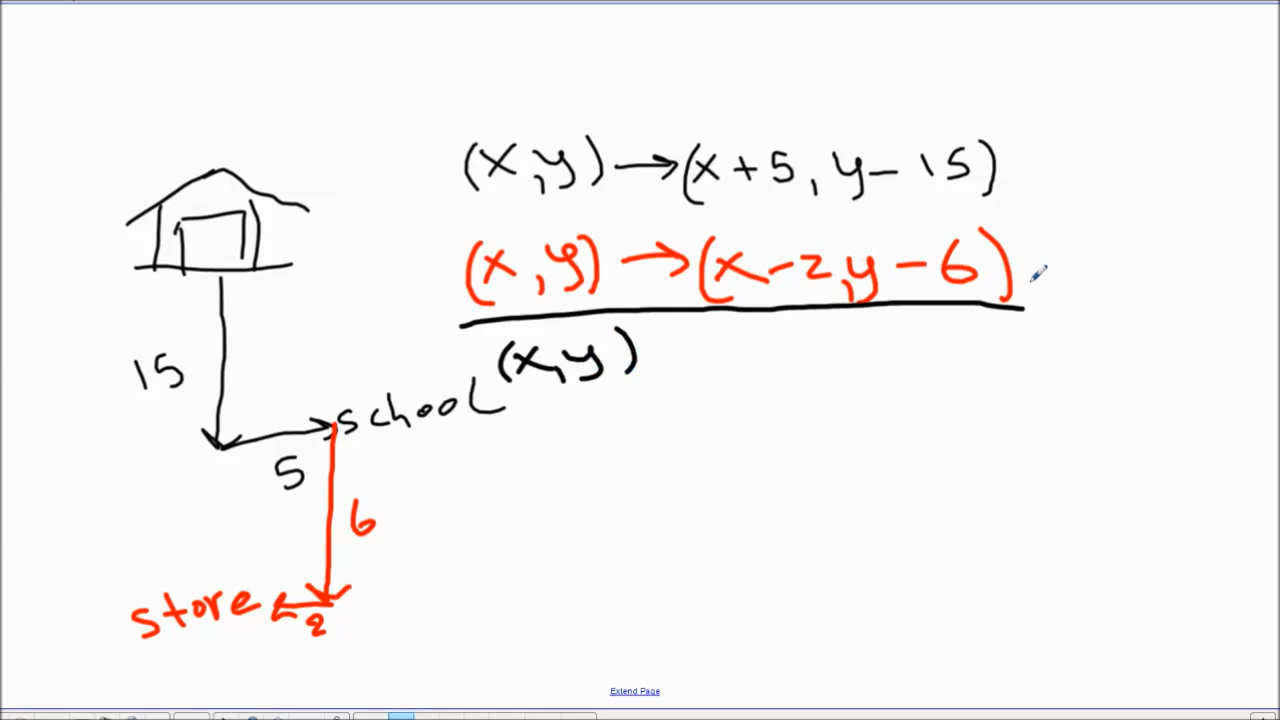 (x,y)→(x+5,y-15)
(x,y)→(x-2,y-6)
(x,y)
15
school
5
6
store
2
Extend Page